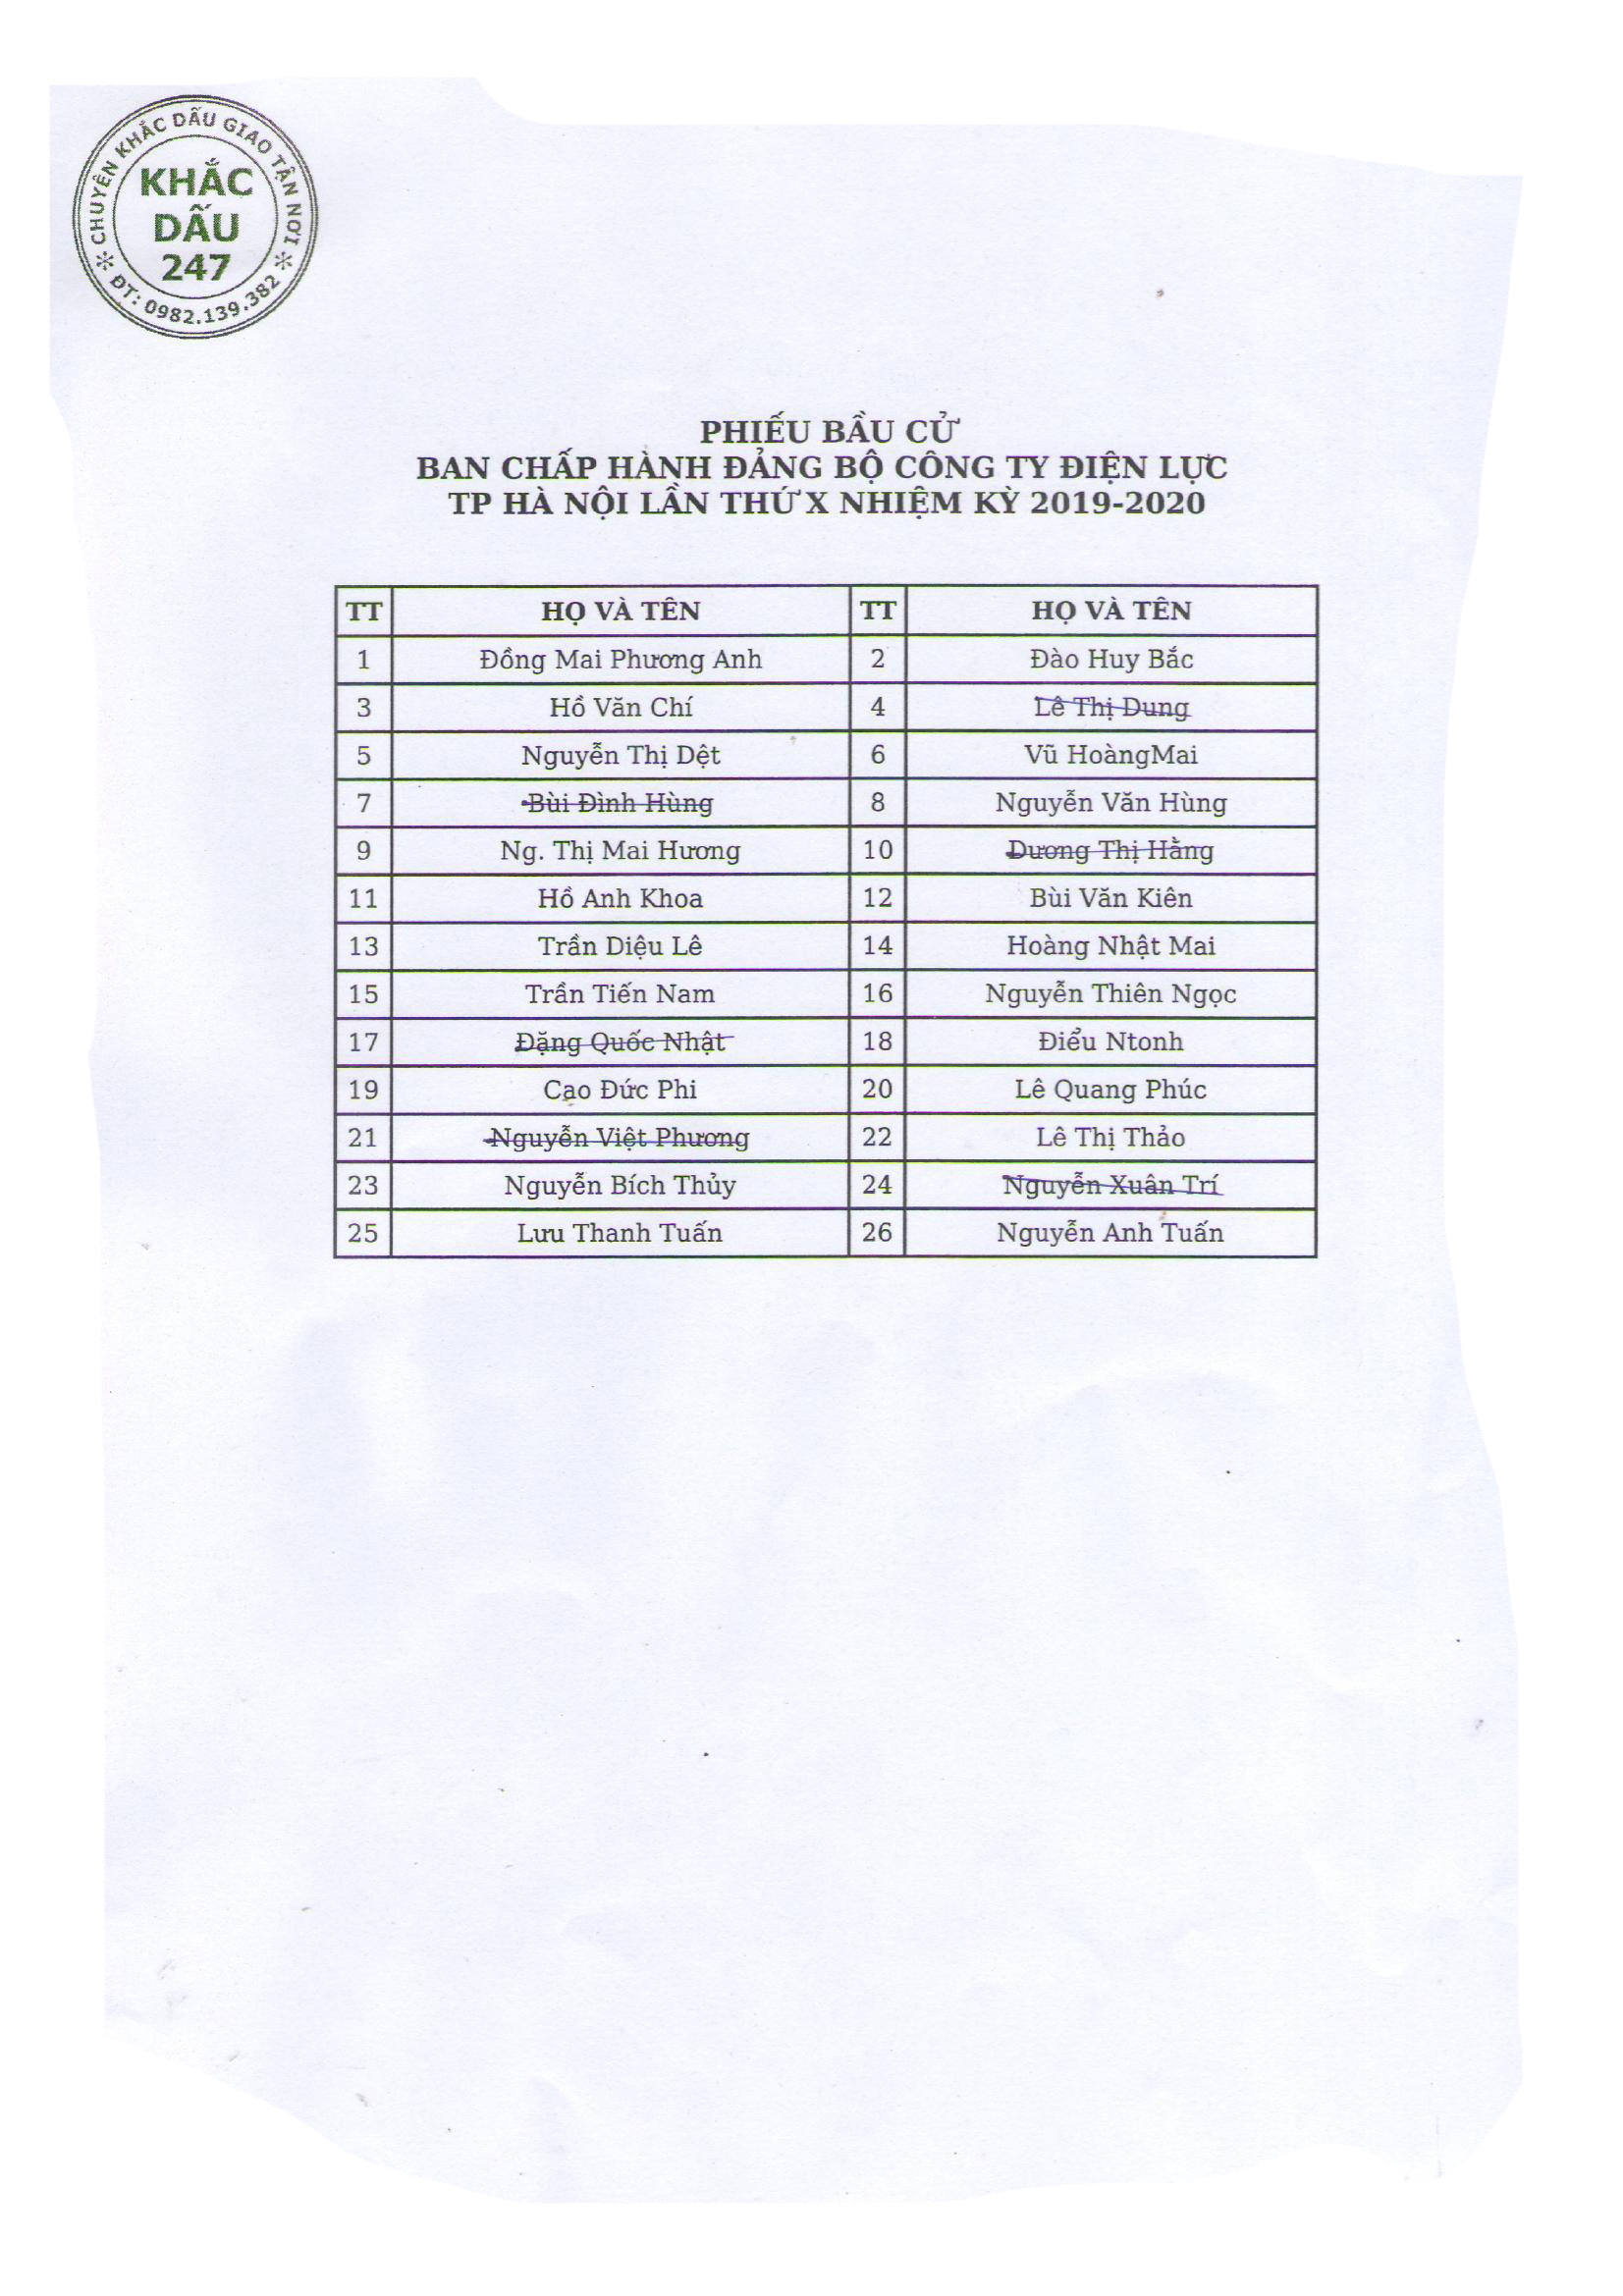 CHUYÊN KHẮC DẤU GIAO TẬN NƠI
KHẮC
DẤU
247
ĐT: 0982.139.382
PHIẾU BẦU CỬ
BAN CHẤP HÀNH ĐẢNG BỘ CÔNG TY ĐIỆN LỰC
TP HÀ NỘI LẦN THỨ X NHIỆM KỲ 2019-2020
TT HỌ VÀ TÊN TT HỌ VÀ TÊN
1 Đồng Mai Phương Anh 2 Đào Huy Bắc
3 Hồ Văn Chí 4 Lê Thị Dung
5 Nguyễn Thị Dệt 6 Vũ HoàngMai
7 Bùi Đình Hùng 8 Nguyễn Văn Hùng
9 Ng. Thị Mai Hương 10 Dương Thị Hằng
11 Hồ Anh Khoa 12 Bùi Văn Kiên
13 Trần Diệu Lê 14 Hoàng Nhật Mai
15 Trần Tiến Nam 16 Nguyễn Thiên Ngọc
17 Đặng Quốc Nhật 18 Điểu Ntonh
19 Cao Đức Phi 20 Lê Quang Phúc
21 Nguyễn Việt Phương 22 Lê Thị Thảo
23 Nguyễn Bích Thủy 24 Nguyễn Xuân Trí
25 Lưu Thanh Tuấn 26 Nguyễn Anh Tuấn